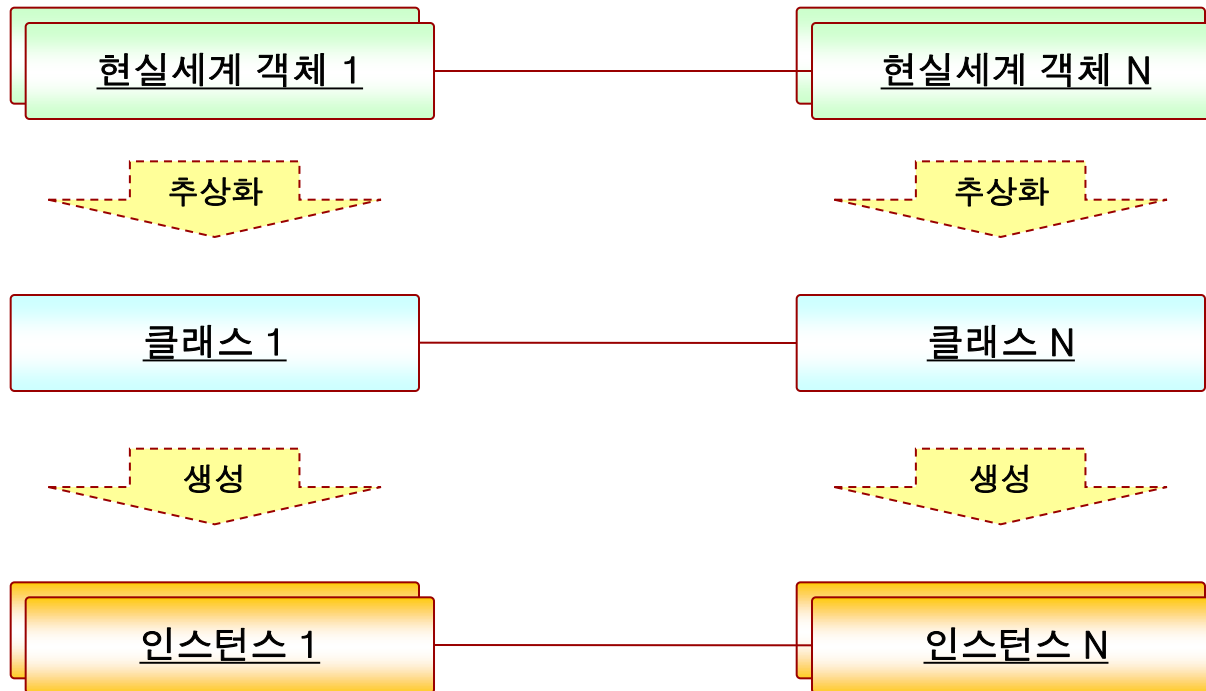 현실세계 객체 1
현실세계 객체 N
추상화
추상화
클래스 1
클래스 N
생성
생성
인스턴스 1
인스턴스 N